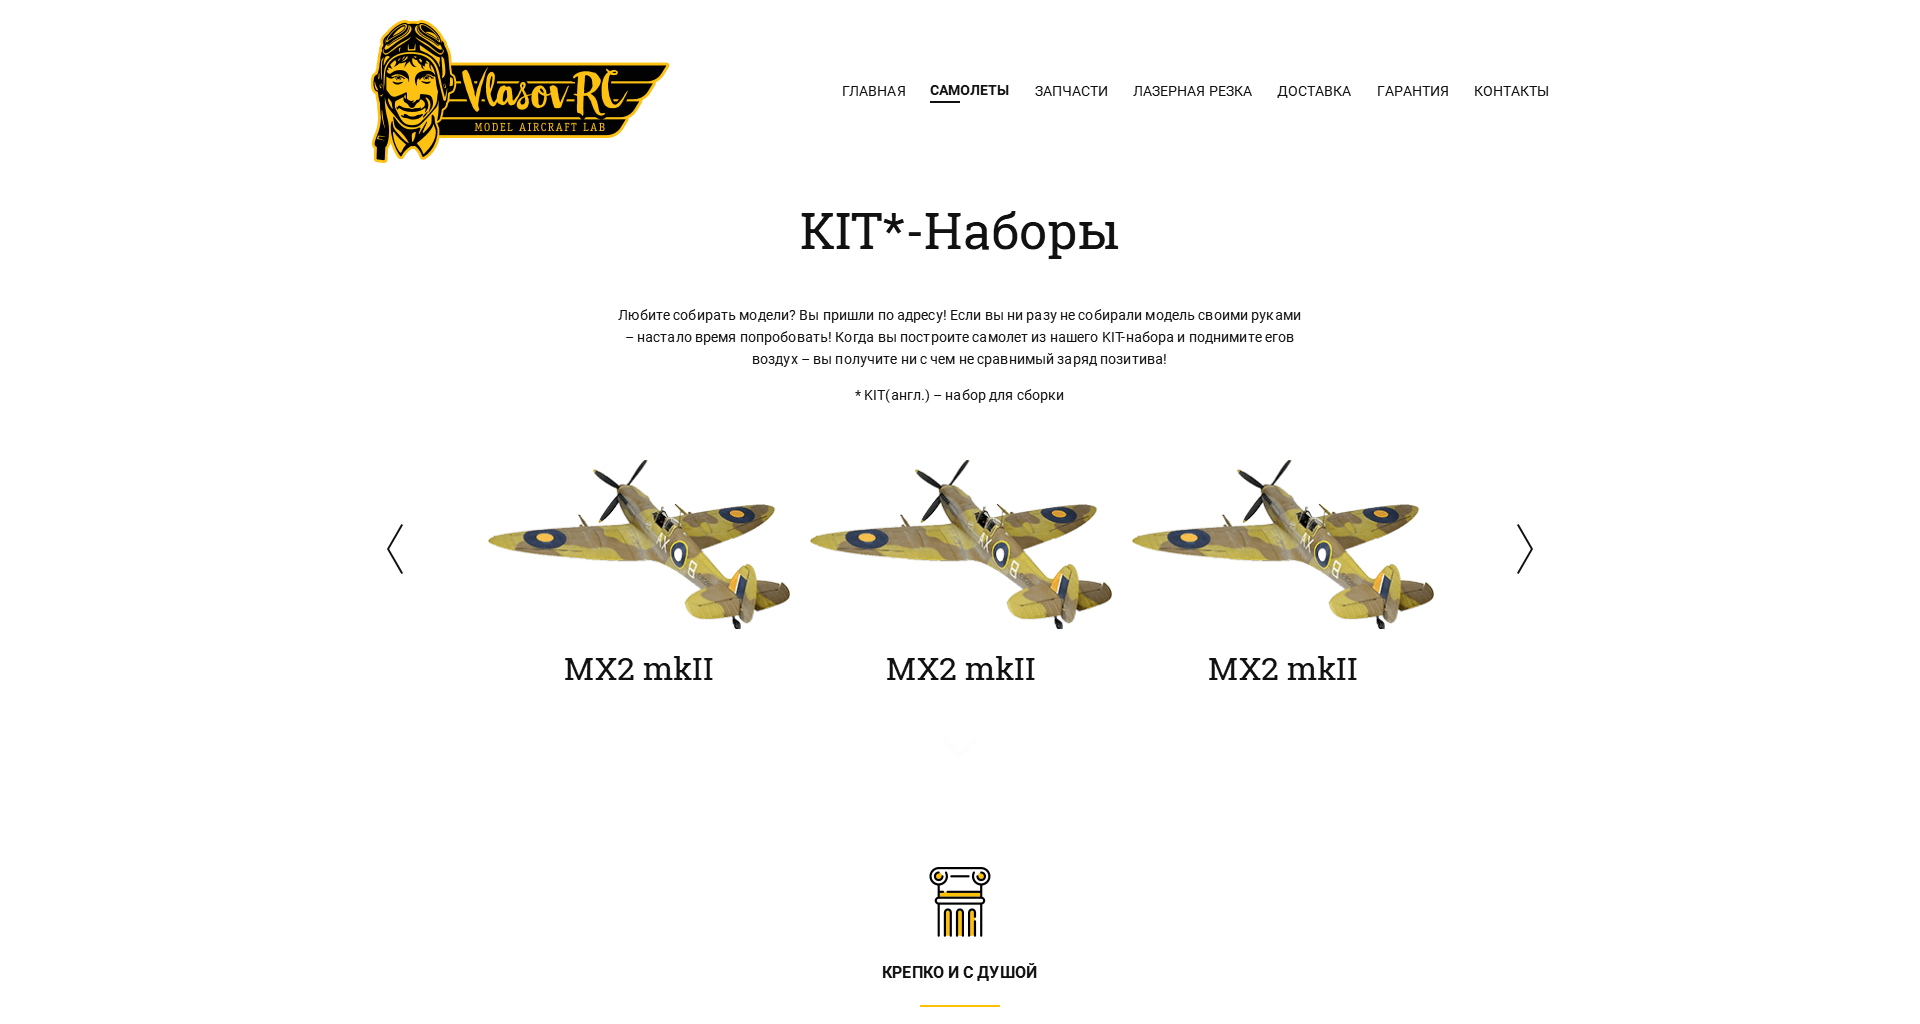 Vlasov RC
MODEL AIRCRAFT LAB
ГЛАВНАЯ САМОЛЕТЫ ЗАПЧАСТИ ЛАЗЕРНАЯ РЕЗКА ДОСТАВКА ГАРАНТИЯ КОНТАКТЫ
KIT*-Наборы
Любите собирать модели? Вы пришли по адресу! Если вы ни разу не собирали модель своими руками
– настало время попробовать! Когда вы построите самолет из нашего KIT-набора и поднимите егов
воздух – вы получите ни с чем не сравнимый заряд позитива!
* KIT(англ.) – набор для сборки
MX2 mkII MX2 mkII MX2 mkII
КРЕПКО И С ДУШОЙ